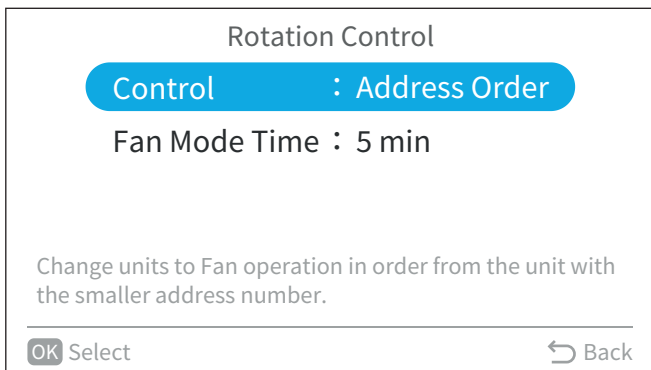 Rotation Control
Control : Address Order
Fan Mode Time : 5 min
Change units to Fan operation in order from the unit with
the smaller address number.
OK Select Back